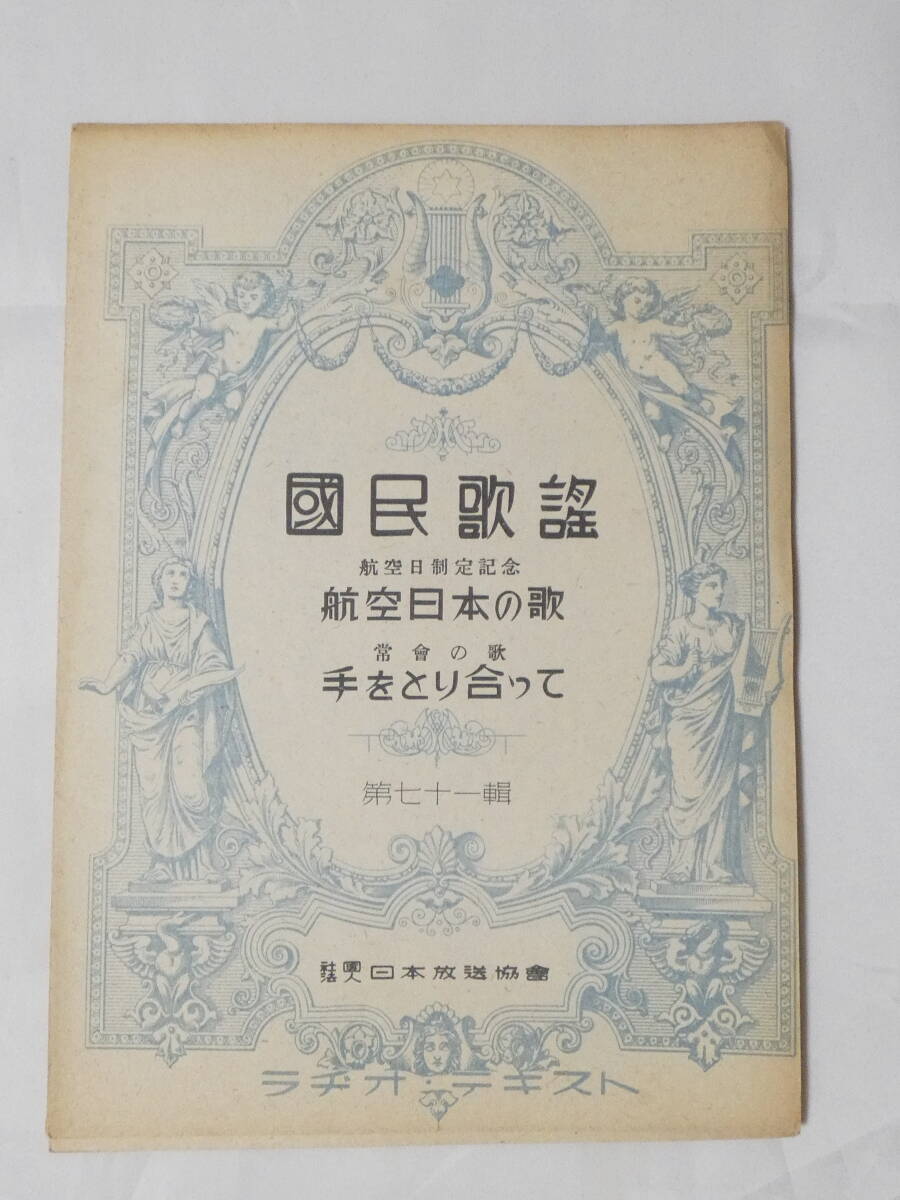 國民歌謠
航空日制定記念
航空日本の歌
常會の歌
手をとり合って
第七十一輯
社團法人 日本放送協會
ラヂオ・テキスト